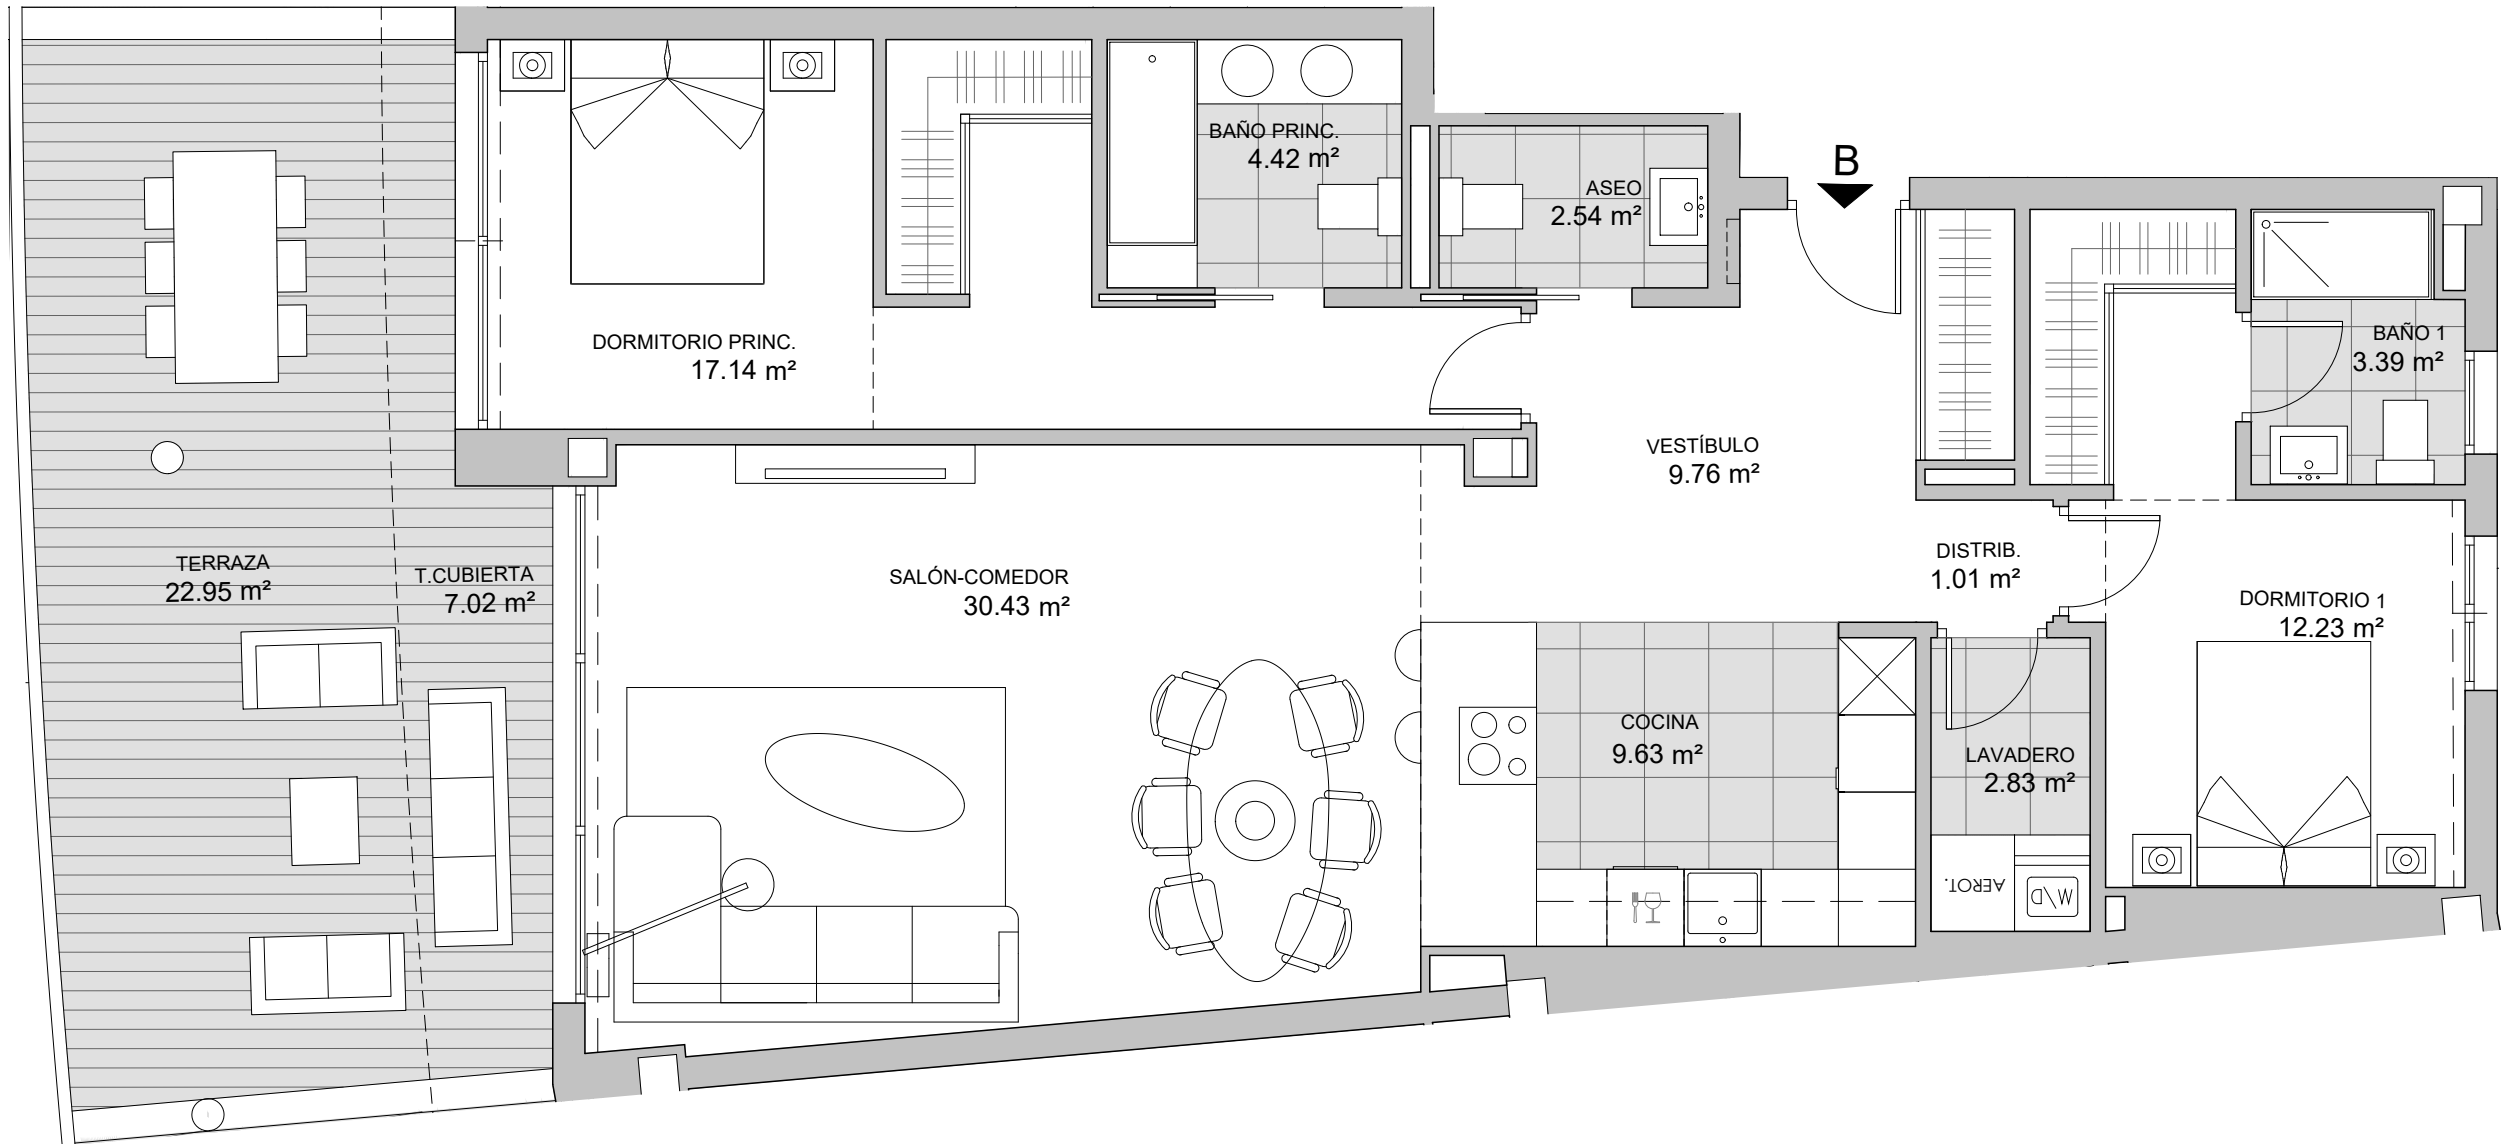 BAÑO PRINC.
4.42 m²
B
ASEO
2.54 m²
DORMITORIO PRINC.
17.14 m²
BAÑO 1
3.39 m²
VESTÍBULO
9.76 m²
TERRAZA
22.95 m²
T.CUBIERTA
7.02 m²
SALÓN-COMEDOR
30.43 m²
DISTRIB.
1.01 m²
DORMITORIO 1
12.23 m²
COCINA
9.63 m²
LAVADERO
2.83 m²
AEROT.
W/D